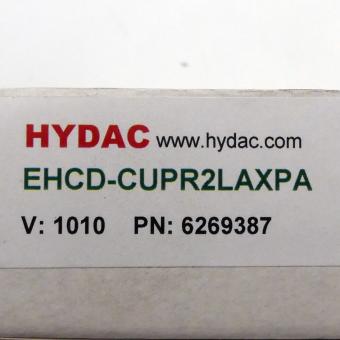 HYDAC www.hydac.com
EHCD-CUPR2LAXPA
V: 1010 PN: 6269387